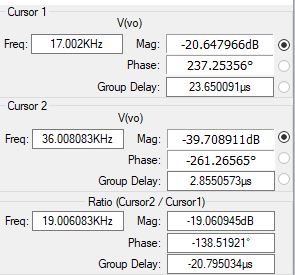 Cursor 1
V(vo)
Freq: 17.002KHz Mag: -20.647966dB
Phase: 237.25356°
Group Delay: 23.650091µs
Cursor 2
V(vo)
Freq: 36.008083KHz Mag: -39.708911dB
Phase: -261.26565°
Group Delay: 2.8550573µs
Ratio (Cursor2 / Cursor1)
Freq: 19.006083KHz Mag: -19.060945dB
Phase: -138.51921°
Group Delay: -20.795034µs